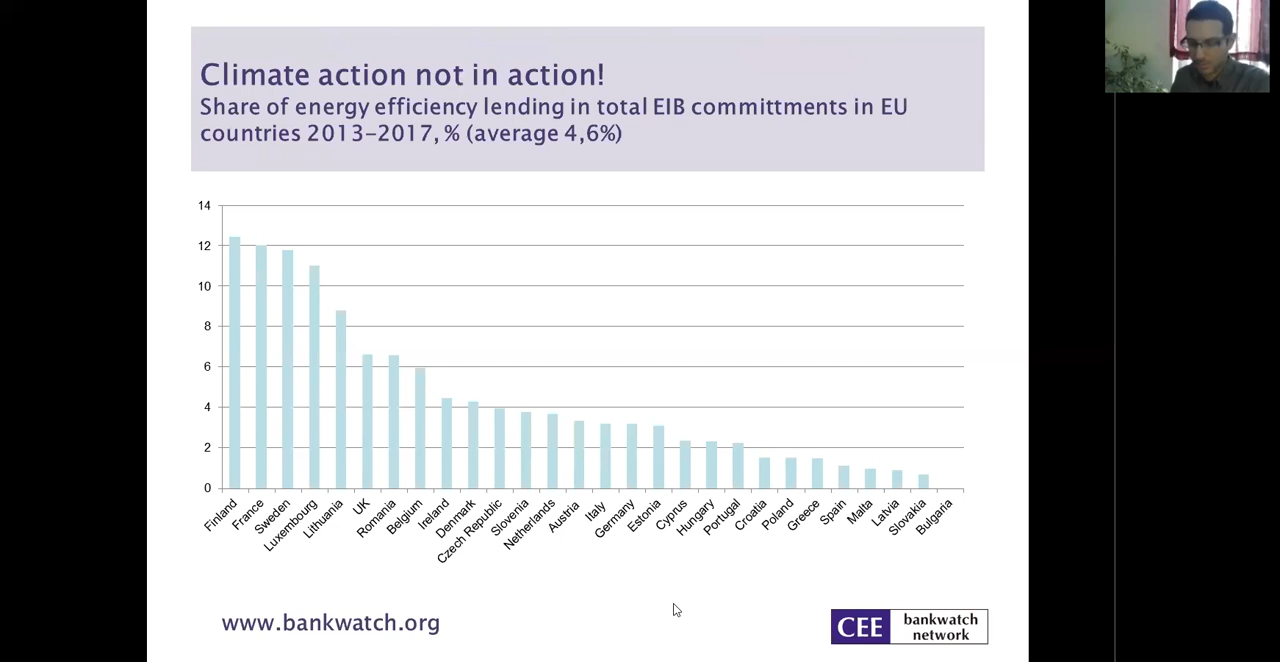 Climate action not in action!
Share of energy efficiency lending in total EIB committments in EU
countries 2013-2017, % (average 4,6%)
14
12
10
8
6
4
2
0
Finland
France
Sweden
Luxembourg
Lithuania
UK
Romania
Belgium
Ireland
Denmark
Czech Republic
Slovenia
Netherlands
Austria
Italy
Germany
Estonia
Cyprus
Hungary
Portugal
Croatia
Poland
Greece
Spain
Malta
Latvia
Slovakia
Bulgaria
www.bankwatch.org
CEE bankwatch
network